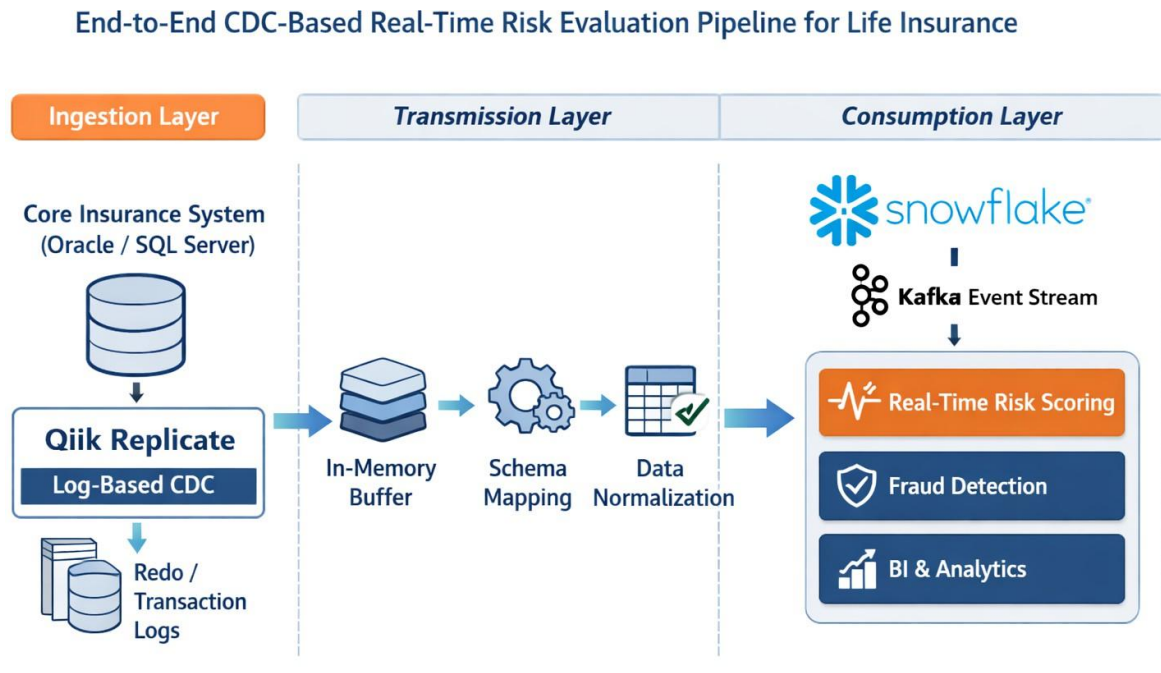 End-to-End CDC-Based Real-Time Risk Evaluation Pipeline for Life Insurance
Ingestion Layer
Transmission Layer
Consumption Layer
Core Insurance System
(Oracle / SQL Server)
Qiik Replicate
Log-Based CDC
Redo /
Transaction
Logs
In-Memory
Buffer
Schema
Mapping
Data
Normalization
snowflake®
Kafka Event Stream
Real-Time Risk Scoring
Fraud Detection
BI & Analytics